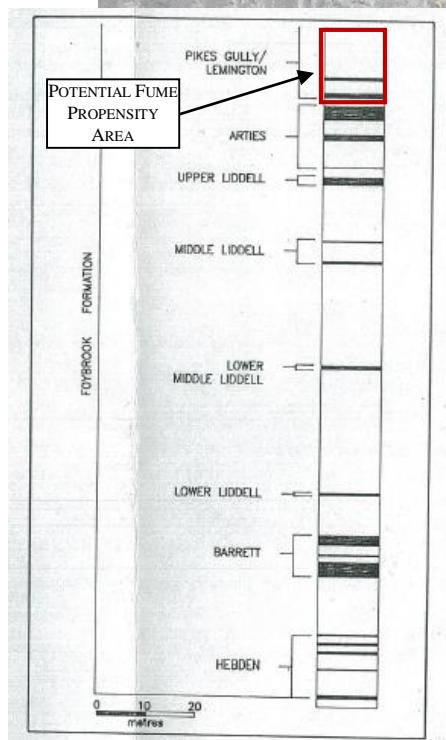 PIKES GULLY/
LEMINGTON
POTENTIAL FUME
PROPENSITY
AREA
ARTIES
UPPER LIDDELL
MIDDLE LIDDELL
FOYBROOK FORMATION
LOWER
MIDDLE LIDDELL
LOWER LIDDELL
BARRETT
HEBDEN
0 10 20
metres